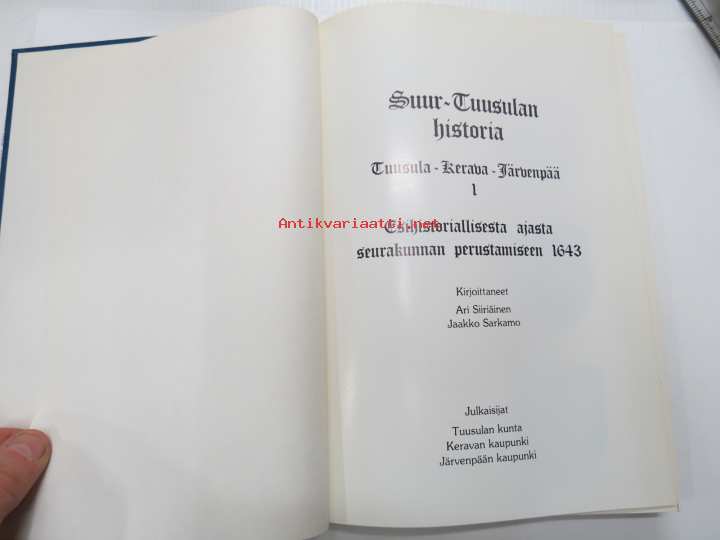 Suur-Tuusulan
historia
Tuusula - Kerava - Järvenpää
1
Antikvariaatti.net
Esihistoriallisesta ajasta
seurakunnan perustamiseen 1643
Kirjoittaneet
Ari Siiriäinen
Jaakko Sarkamo
Julkaisijat
Tuusulan kunta
Keravan kaupunki
Järvenpään kaupunki